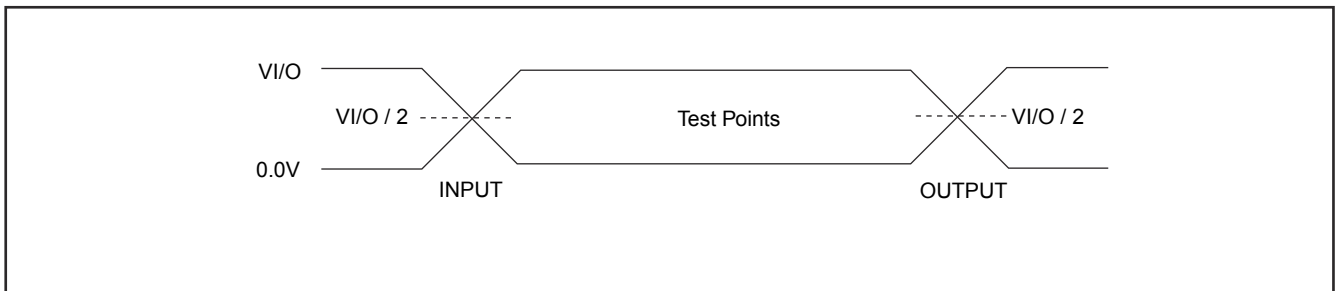 VI/O
VI/O / 2
Test Points
VI/O / 2
0.0V
INPUT
OUTPUT